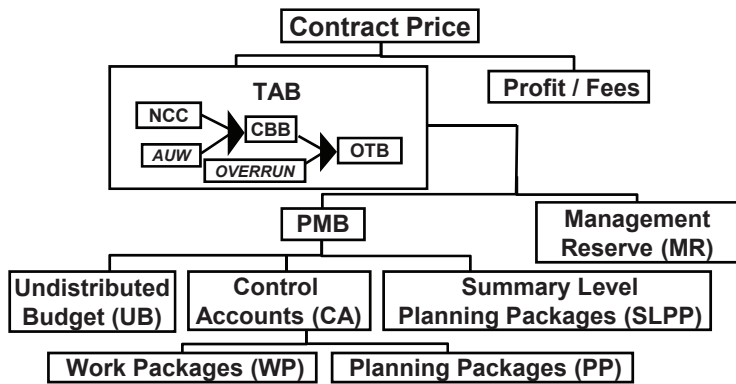 Contract Price
Profit / Fees
TAB
NCC
CBB
AUW
OTB
OVERRUN
PMB
Management
Reserve (MR)
Undistributed
Budget (UB)
Control
Accounts (CA)
Summary Level
Planning Packages (SLPP)
Work Packages (WP)
Planning Packages (PP)